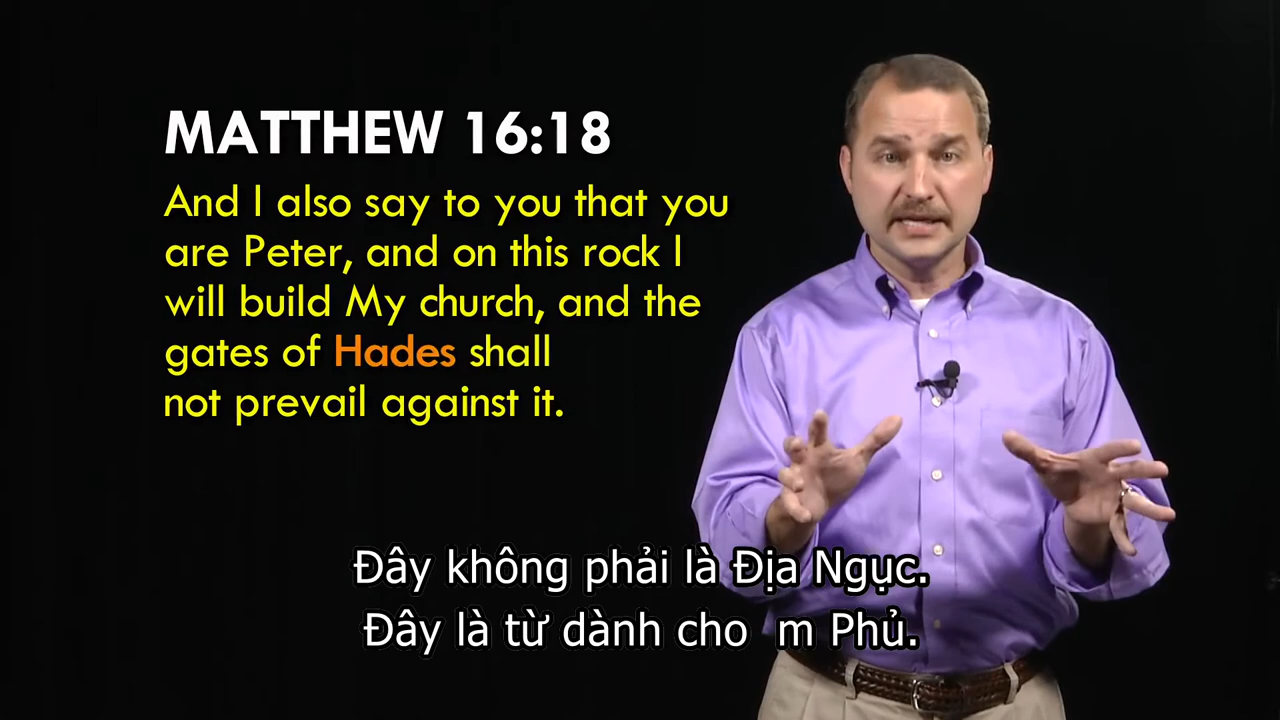 MATTHEW 16:18
And I also say to you that you
are Peter, and on this rock I
will build My church, and the
gates of Hades shall
not prevail against it.
Đây không phải là Địa Ngục.
Đây là từ dành cho  m Phủ.